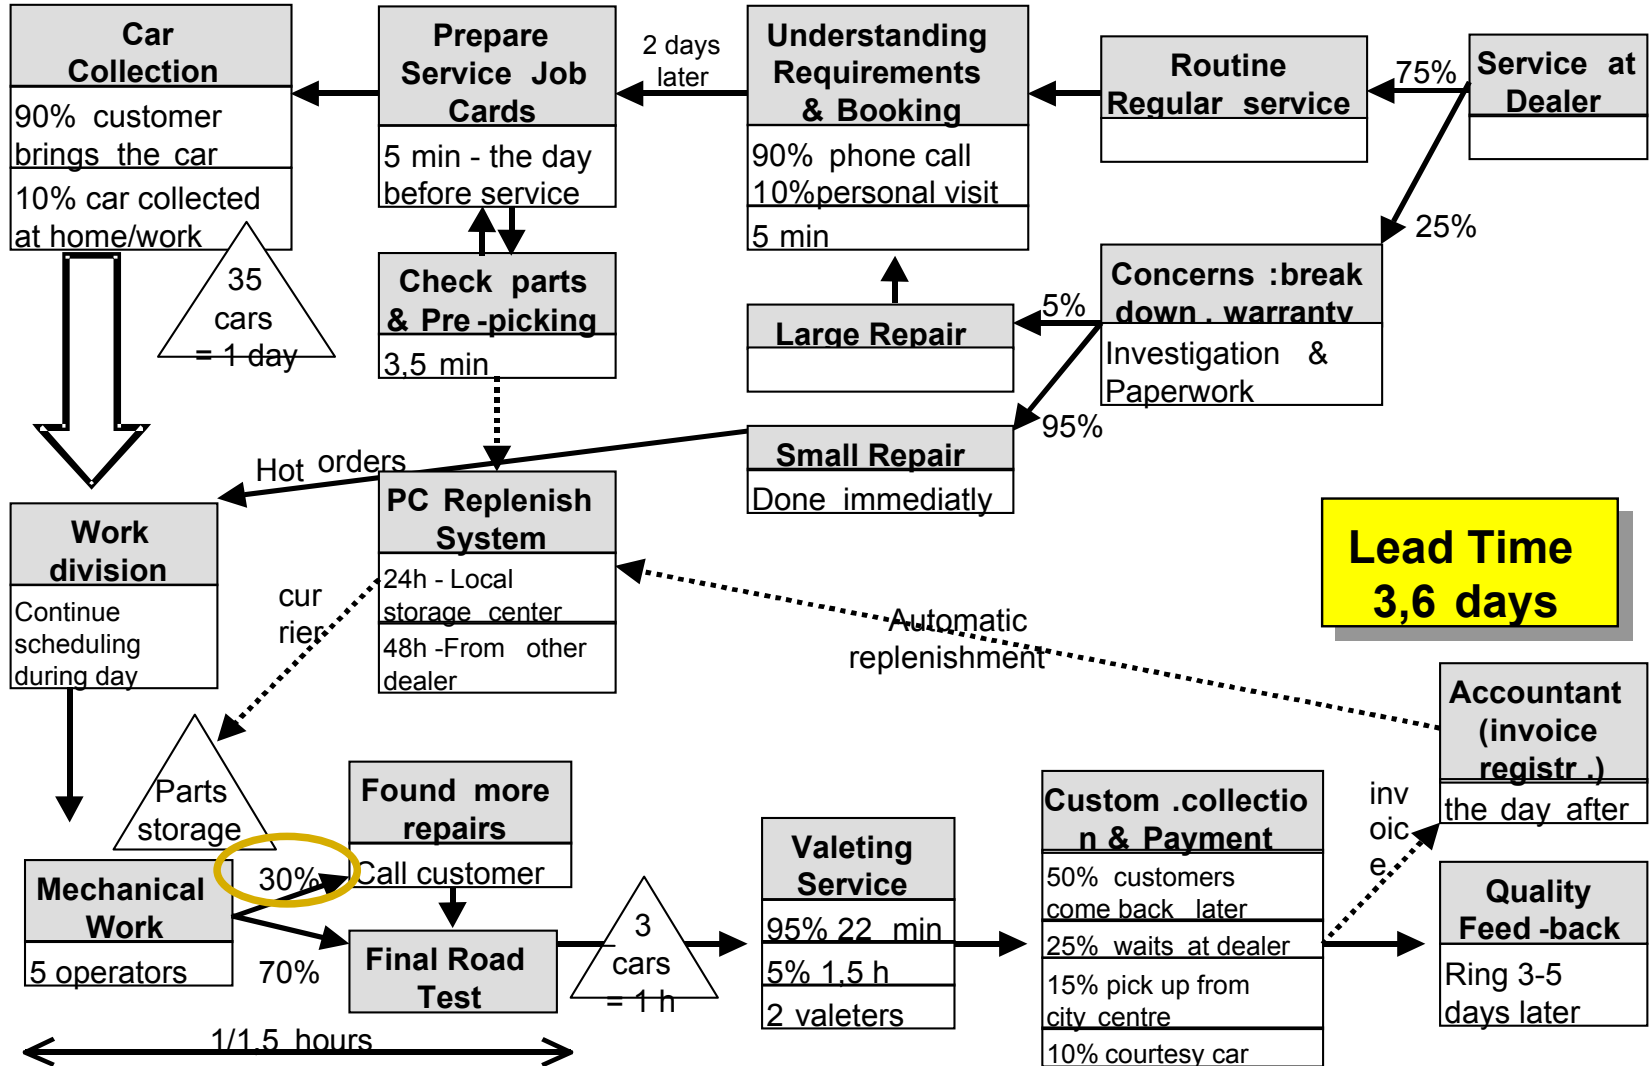 Car
Collection
90% customer
brings the car
10% car collected
at home/work
35
cars
= 1 day
Prepare
Service Job
Cards
5 min - the day
before service
2 days
later
Understanding
Requirements
& Booking
90% phone call
10%personal visit
5 min
Routine
Regular service
75%
Service at
Dealer
25%
Check parts
& Pre-picking
3,5 min
Large Repair
5%
Concerns :break
down . warranty
Investigation &
Paperwork
95%
Small Repair
Done immediatly
Hot orders
Work
division
Continue
scheduling
during day
PC Replenish
System
24h - Local
storage center
48h -From other
dealer
cur
rier
Lead Time
3,6 days
Automatic
replenishment
Parts
storage
Accountant
(invoice
registr .)
the day after
inv
oic
e
Found more
repairs
Call customer
30%
Mechanical
Work
5 operators
70%
Final Road
Test
3
cars
= 1 h
Valeting
Service
95% 22 min
5% 1,5 h
2 valeters
Custom .collectio
n & Payment
50% customers
come back later
25% waits at dealer
15% pick up from
city centre
10% courtesy car
Quality
Feed -back
Ring 3-5
days later
1/1,5 hours